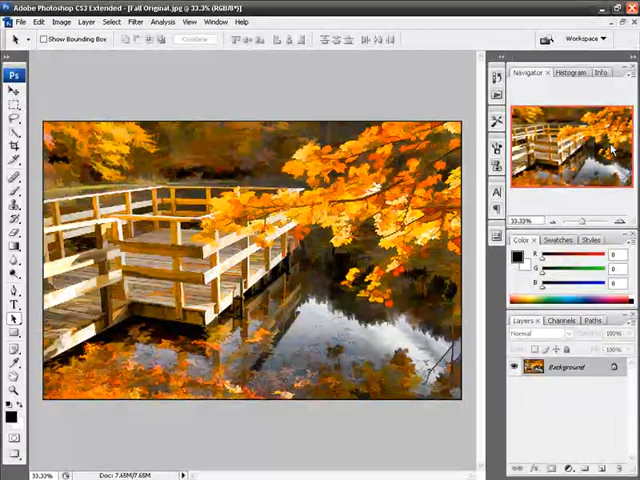 Adobe Photoshop CS3 Extended - [Fall Original.jpg @ 33.3% (RGB/8*)]
File Edit Image Layer Select Filter Analysis View Window Help
Show Bounding Box Combine Workspace
Ps
Navigator Histogram Info
33.33%
Color Swatches Styles
R 0
G 0
B 0
Layers Channels Paths
Normal Opacity: 100%
Lock: Fill: 100%
Background
33.33% Doc: 7.65M/7.65M